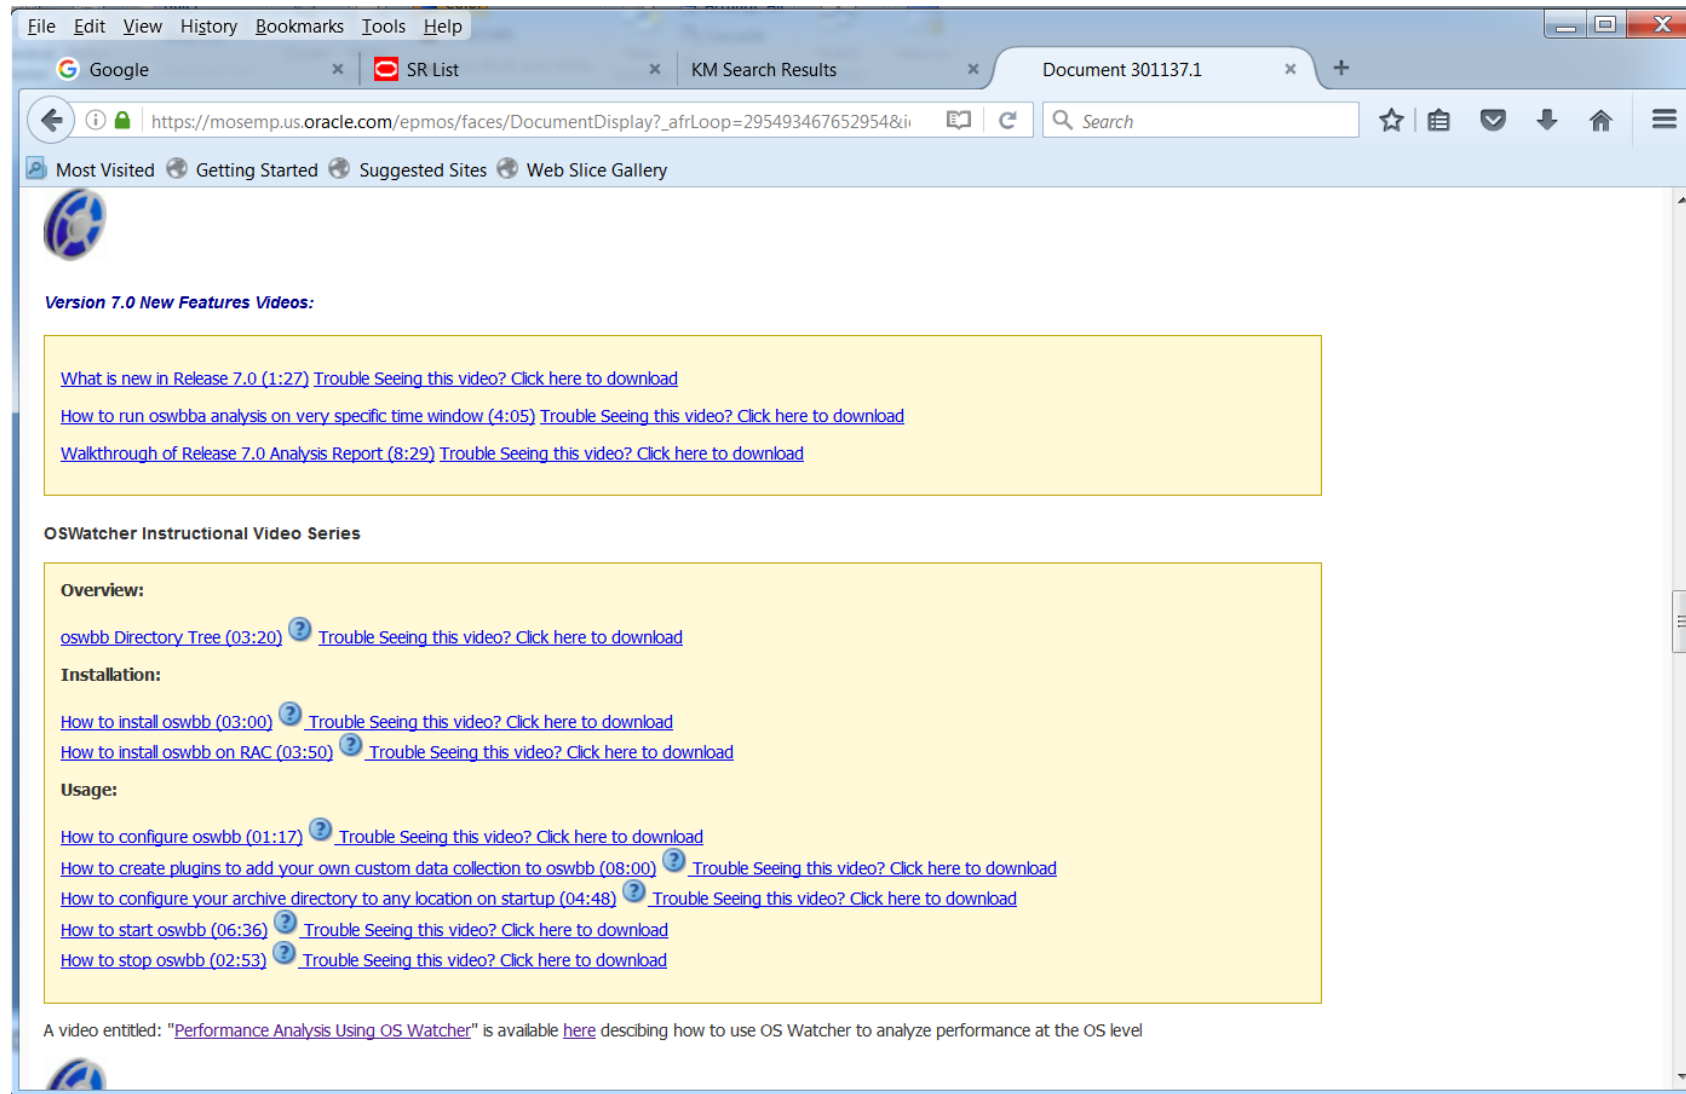 File Edit View History Bookmarks Tools Help
Google SR List KM Search Results Document 301137.1
https://mosemp.us.oracle.com/epmos/faces/DocumentDisplay?_afrLoop=295493467652954&i Search
Most Visited Getting Started Suggested Sites Web Slice Gallery
Version 7.0 New Features Videos:
What is new in Release 7.0 (1:27) Trouble Seeing this video? Click here to download
How to run oswbba analysis on very specific time window (4:05) Trouble Seeing this video? Click here to download
Walkthrough of Release 7.0 Analysis Report (8:29) Trouble Seeing this video? Click here to download
OSWatcher Instructional Video Series
Overview:
oswbb Directory Tree (03:20) Trouble Seeing this video? Click here to download
Installation:
How to install oswbb (03:00) Trouble Seeing this video? Click here to download
How to install oswbb on RAC (03:50) Trouble Seeing this video? Click here to download
Usage:
How to configure oswbb (01:17) Trouble Seeing this video? Click here to download
How to create plugins to add your own custom data collection to oswbb (08:00) Trouble Seeing this video? Click here to download
How to configure your archive directory to any location on startup (04:48) Trouble Seeing this video? Click here to download
How to start oswbb (06:36) Trouble Seeing this video? Click here to download
How to stop oswbb (02:53) Trouble Seeing this video? Click here to download
A video entitled: "Performance Analysis Using OS Watcher" is available here descibing how to use OS Watcher to analyze performance at the OS level